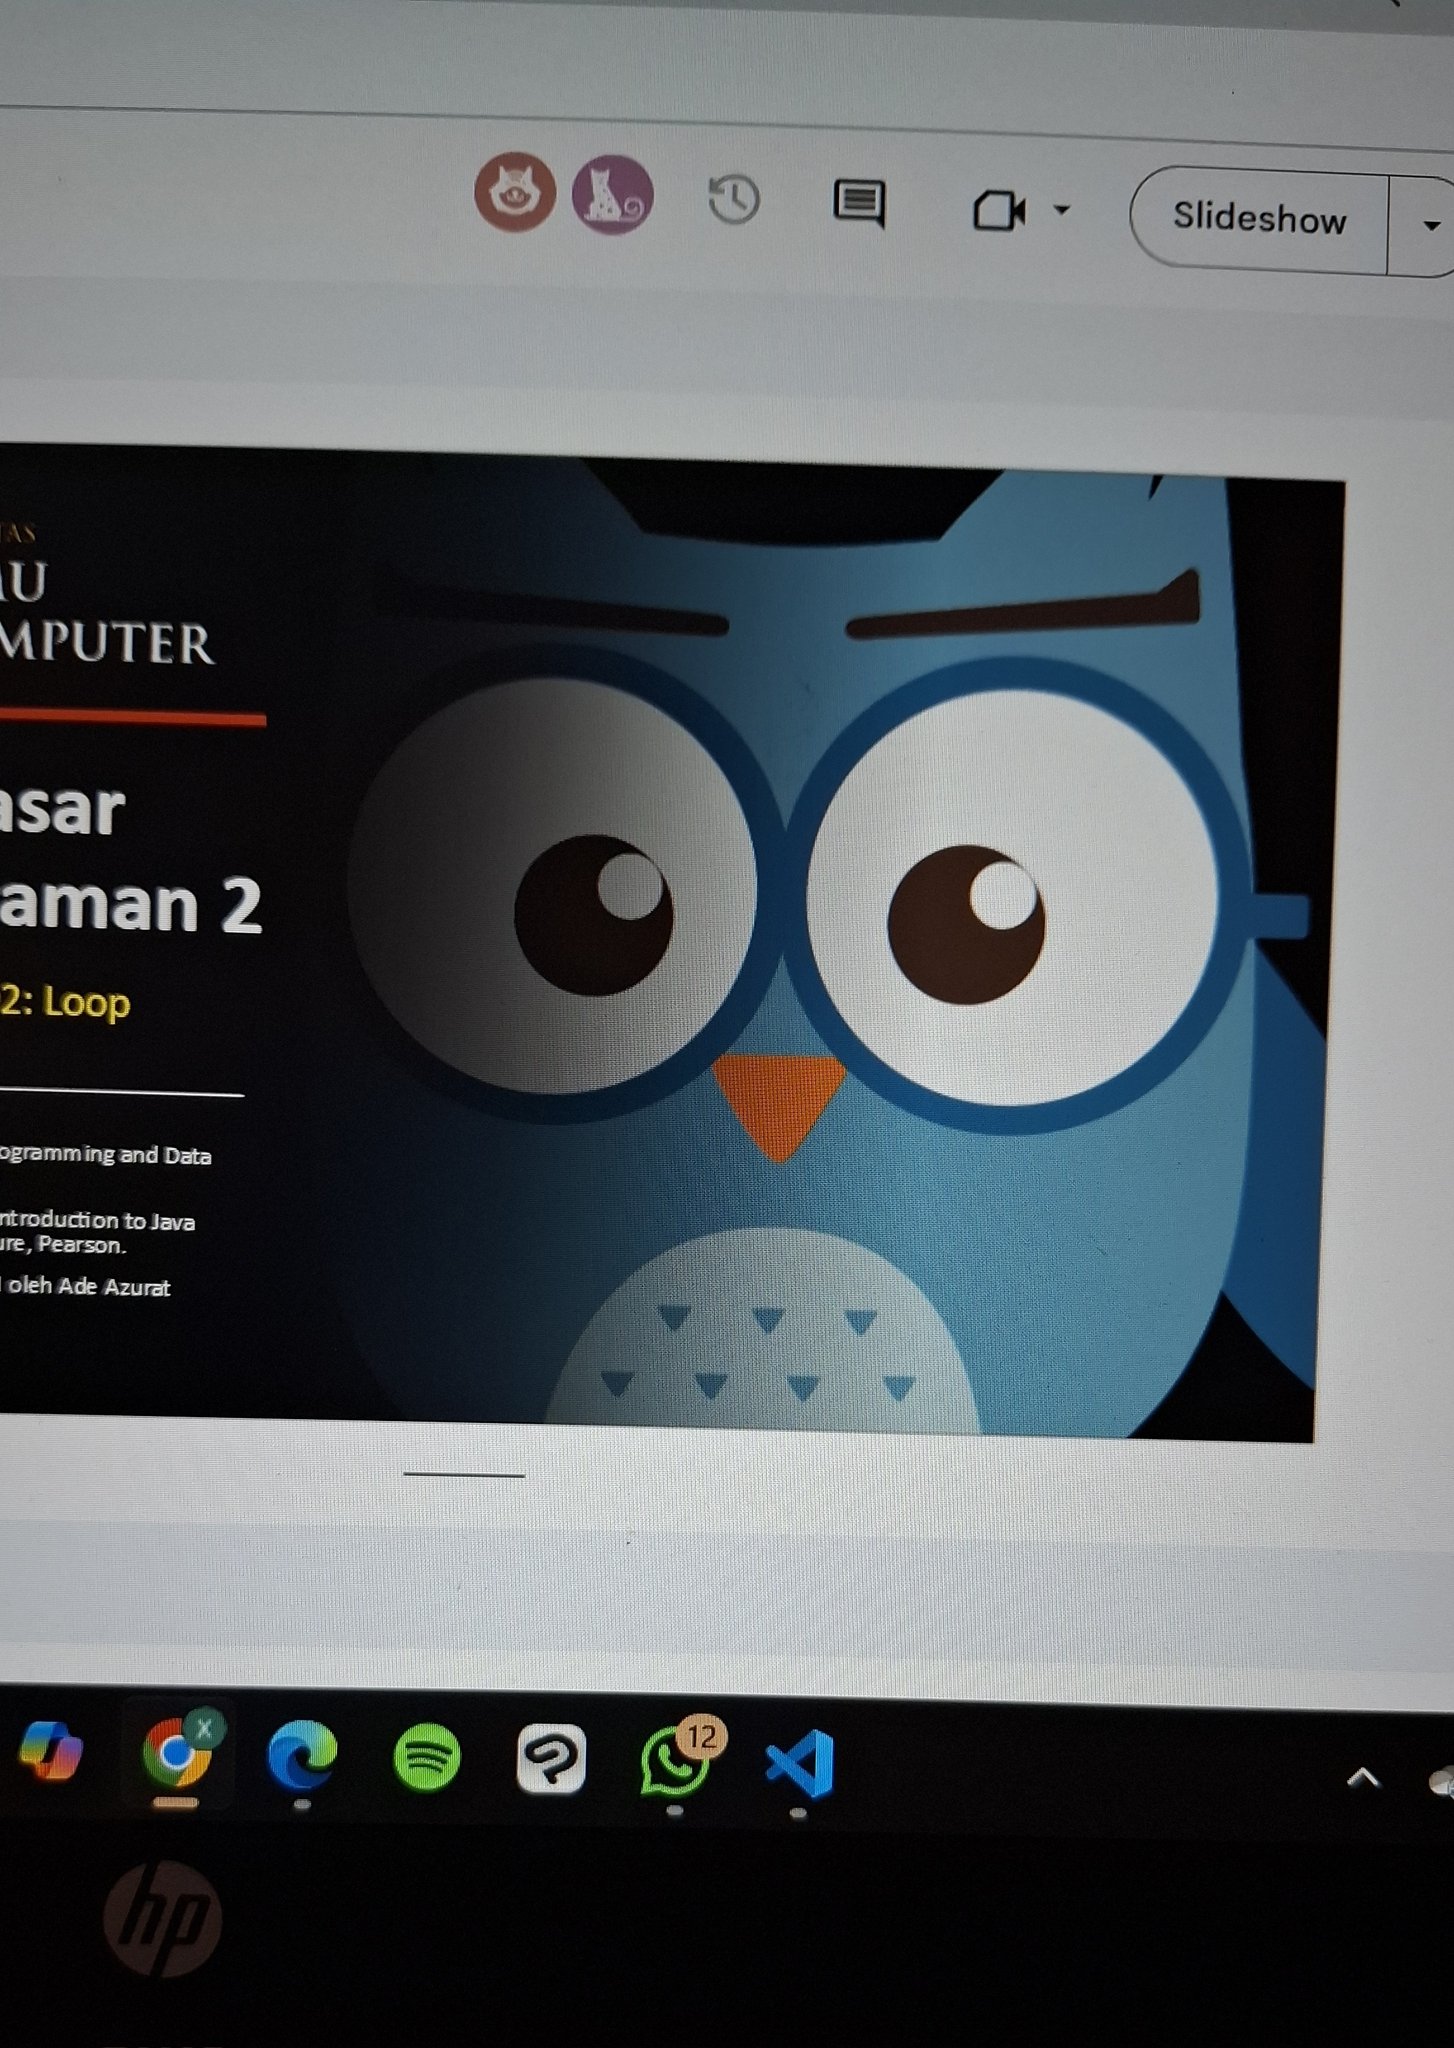 Slideshow
TAS
MPUTER
asar
aman 2
2: Loop
ogramming and Data
ntroduction to Java
ure, Pearson.
oleh Ade Azurat
X
12
hp